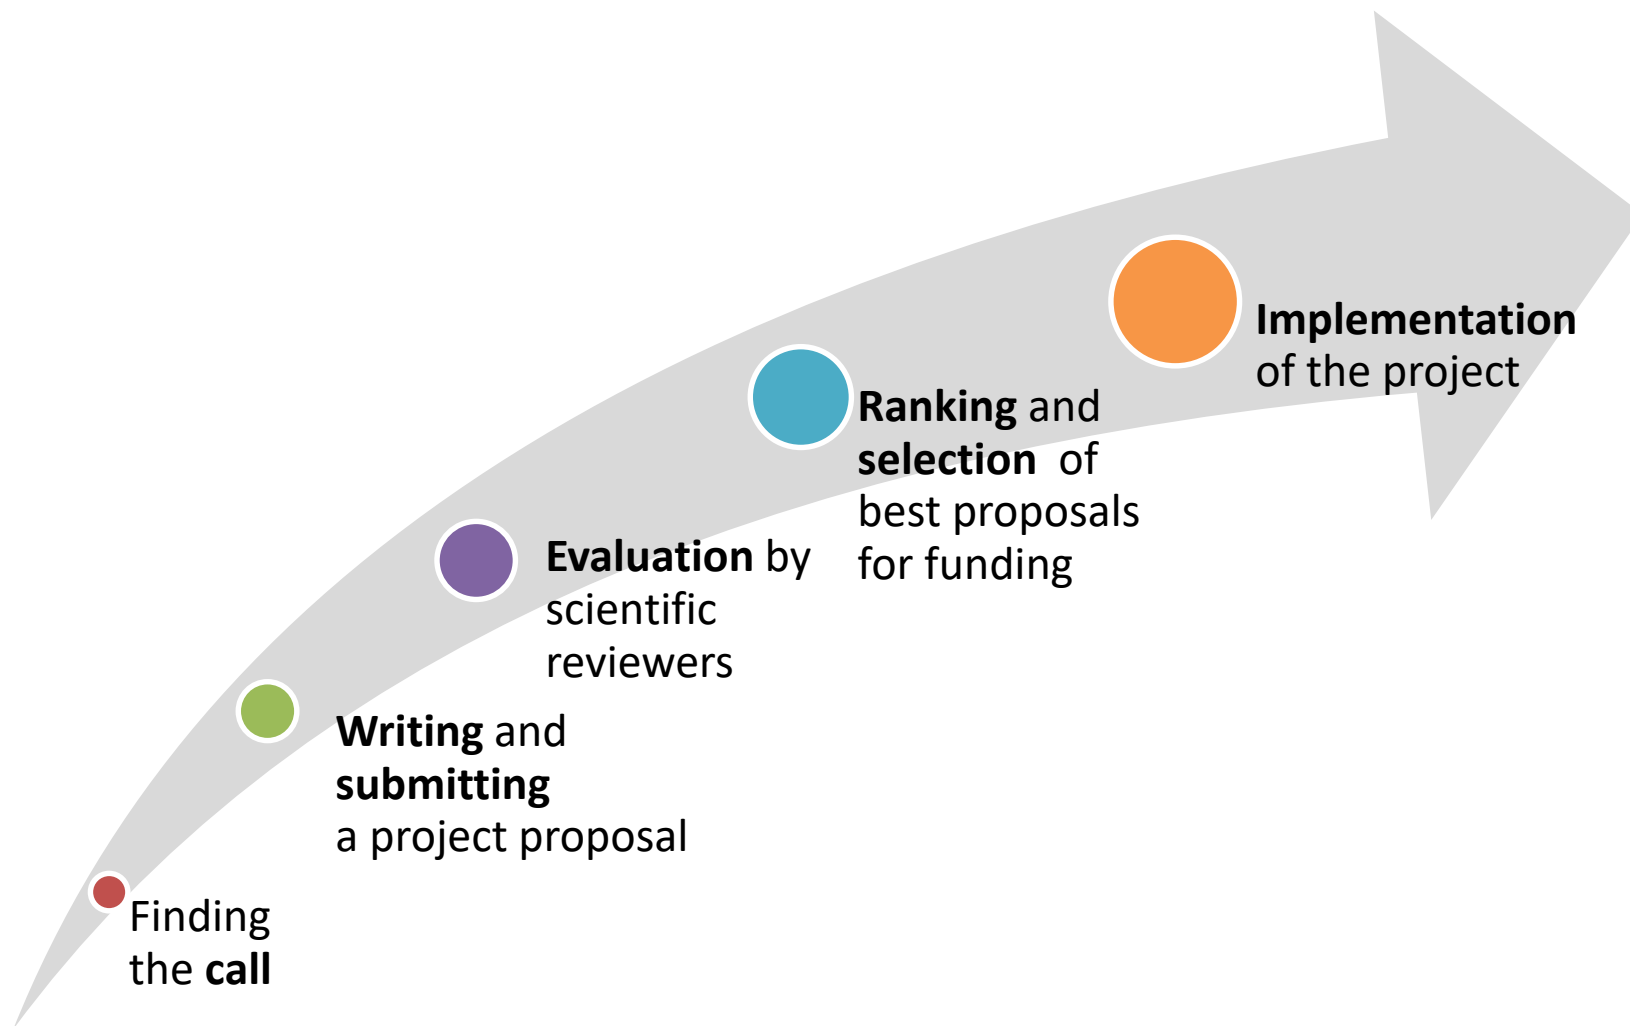 Finding
the call
Writing and
submitting
a project proposal
Evaluation by
scientific
reviewers
Ranking and
selection of
best proposals
for funding
Implementation
of the project